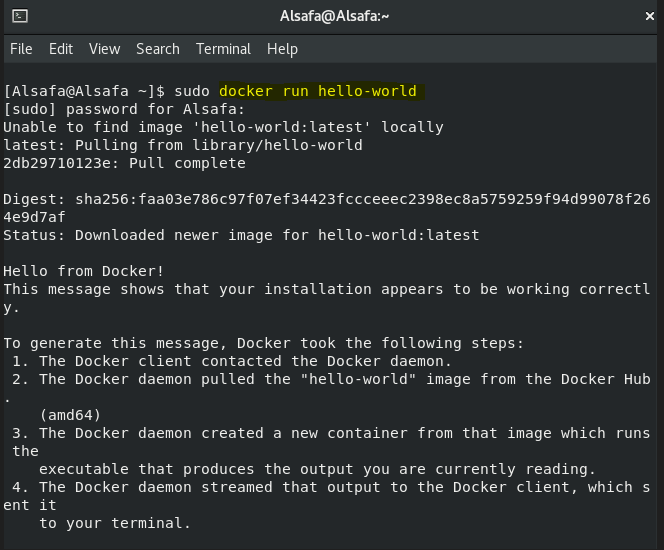 Alsafa@Alsafa:~
File Edit View Search Terminal Help
[Alsafa@Alsafa ~]$ sudo docker run hello-world
[sudo] password for Alsafa:
Unable to find image 'hello-world:latest' locally
latest: Pulling from library/hello-world
2db29710123e: Pull complete
Digest: sha256:faa03e786c97f07ef34423fccceeec2398ec8a5759259f94d99078f26
4e9d7af
Status: Downloaded newer image for hello-world:latest
Hello from Docker!
This message shows that your installation appears to be working correctl
y.
To generate this message, Docker took the following steps:
1. The Docker client contacted the Docker daemon.
2. The Docker daemon pulled the "hello-world" image from the Docker Hub
.
(amd64)
3. The Docker daemon created a new container from that image which runs
the
executable that produces the output you are currently reading.
4. The Docker daemon streamed that output to the Docker client, which s
ent it
to your terminal.